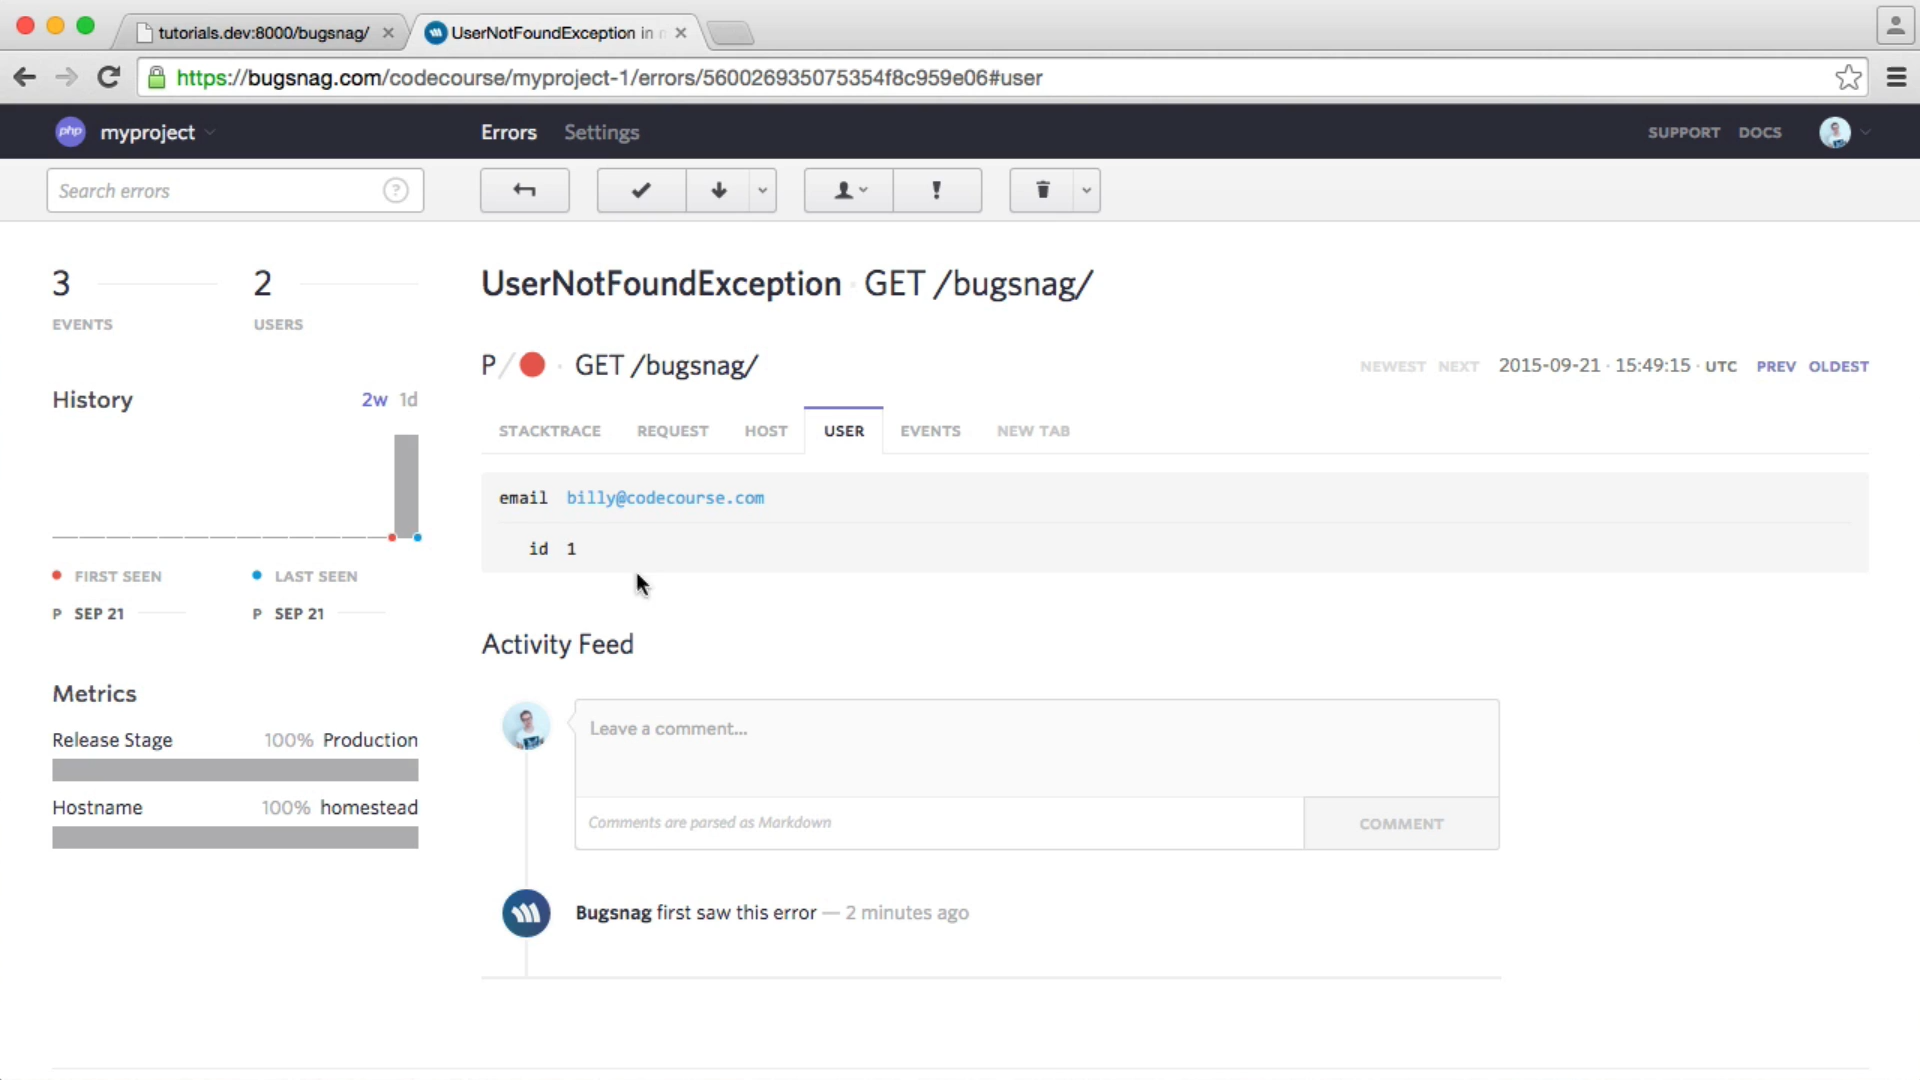 tutorials.dev:8000/bugsnag/
UserNotFoundException in
https://bugsnag.com/codecourse/myproject-1/errors/560026935075354f8c959e06#user
php myproject
Errors Settings
SUPPORT DOCS
Search errors ?
3 EVENTS
2 USERS
History 2w 1d
FIRST SEEN
P SEP 21
LAST SEEN
P SEP 21
Metrics
Release Stage 100% Production
Hostname 100% homestead
UserNotFoundException · GET /bugsnag/
P/ · GET /bugsnag/
NEWEST NEXT 2015-09-21 · 15:49:15 · UTC PREV OLDEST
STACKTRACE REQUEST HOST USER EVENTS NEW TAB
email billy@codecourse.com
id 1
Activity Feed
Leave a comment...
Comments are parsed as Markdown
COMMENT
Bugsnag first saw this error — 2 minutes ago